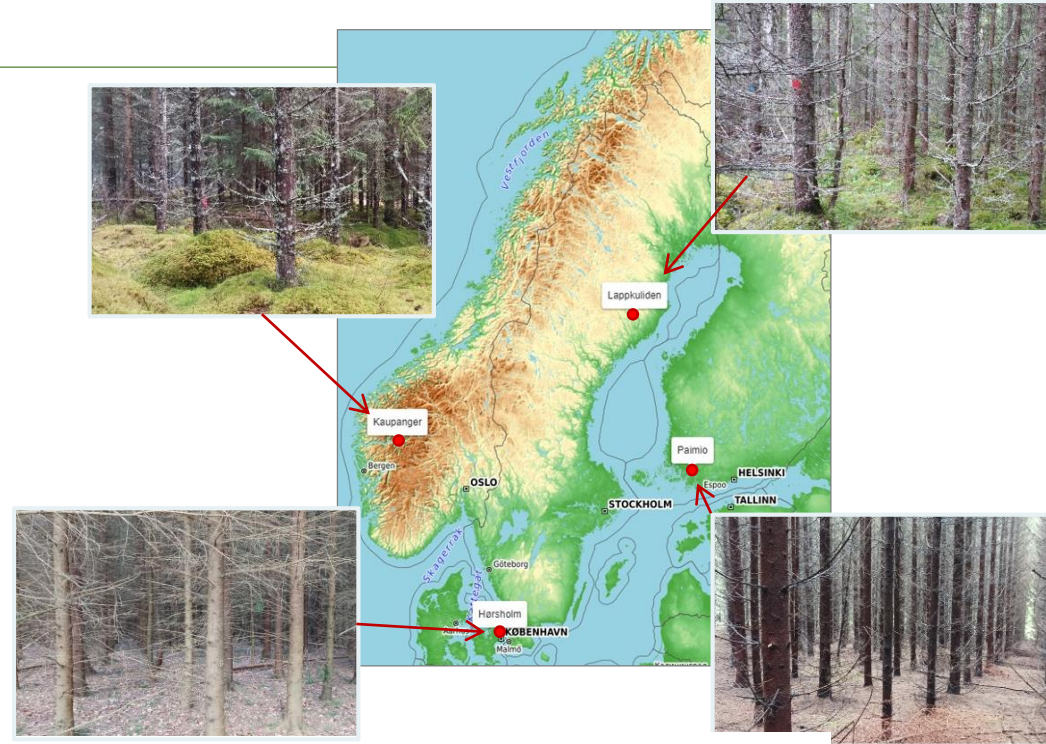 Vestfjorden
Lappkuliden
Kaupanger
Bergen
OSLO
Paimio
HELSINKI
Espoo
TALLINN
STOCKHOLM
Skagerrak
Göteborg
Hørsholm
KØBENHAVN
Malmö